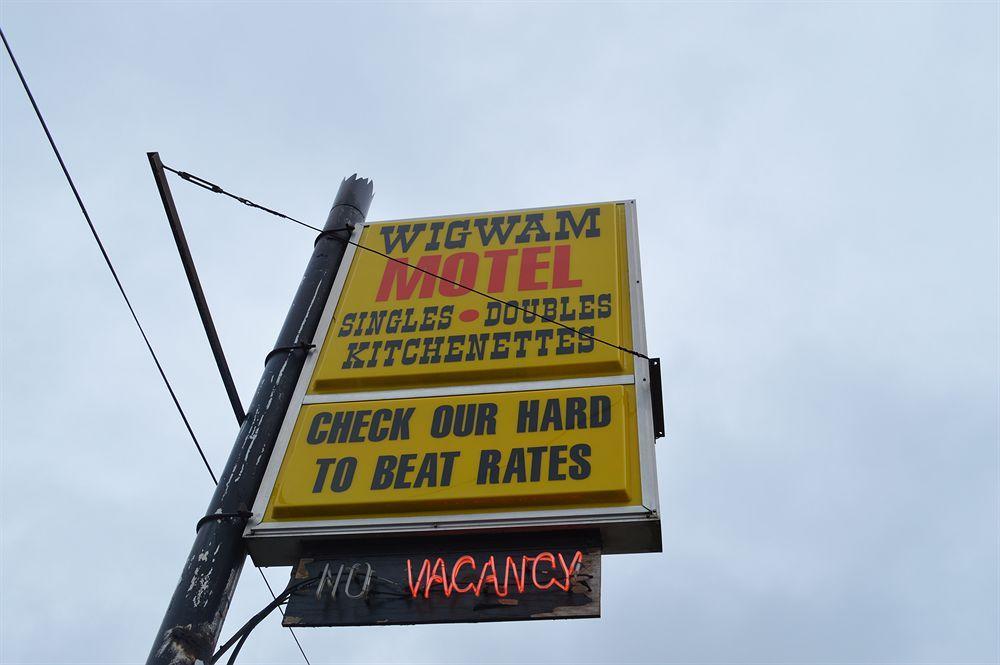 WIGWAM
MOTEL
SINGLES • DOUBLES
KITCHENETTES
CHECK OUR HARD
TO BEAT RATES
NO VACANCY